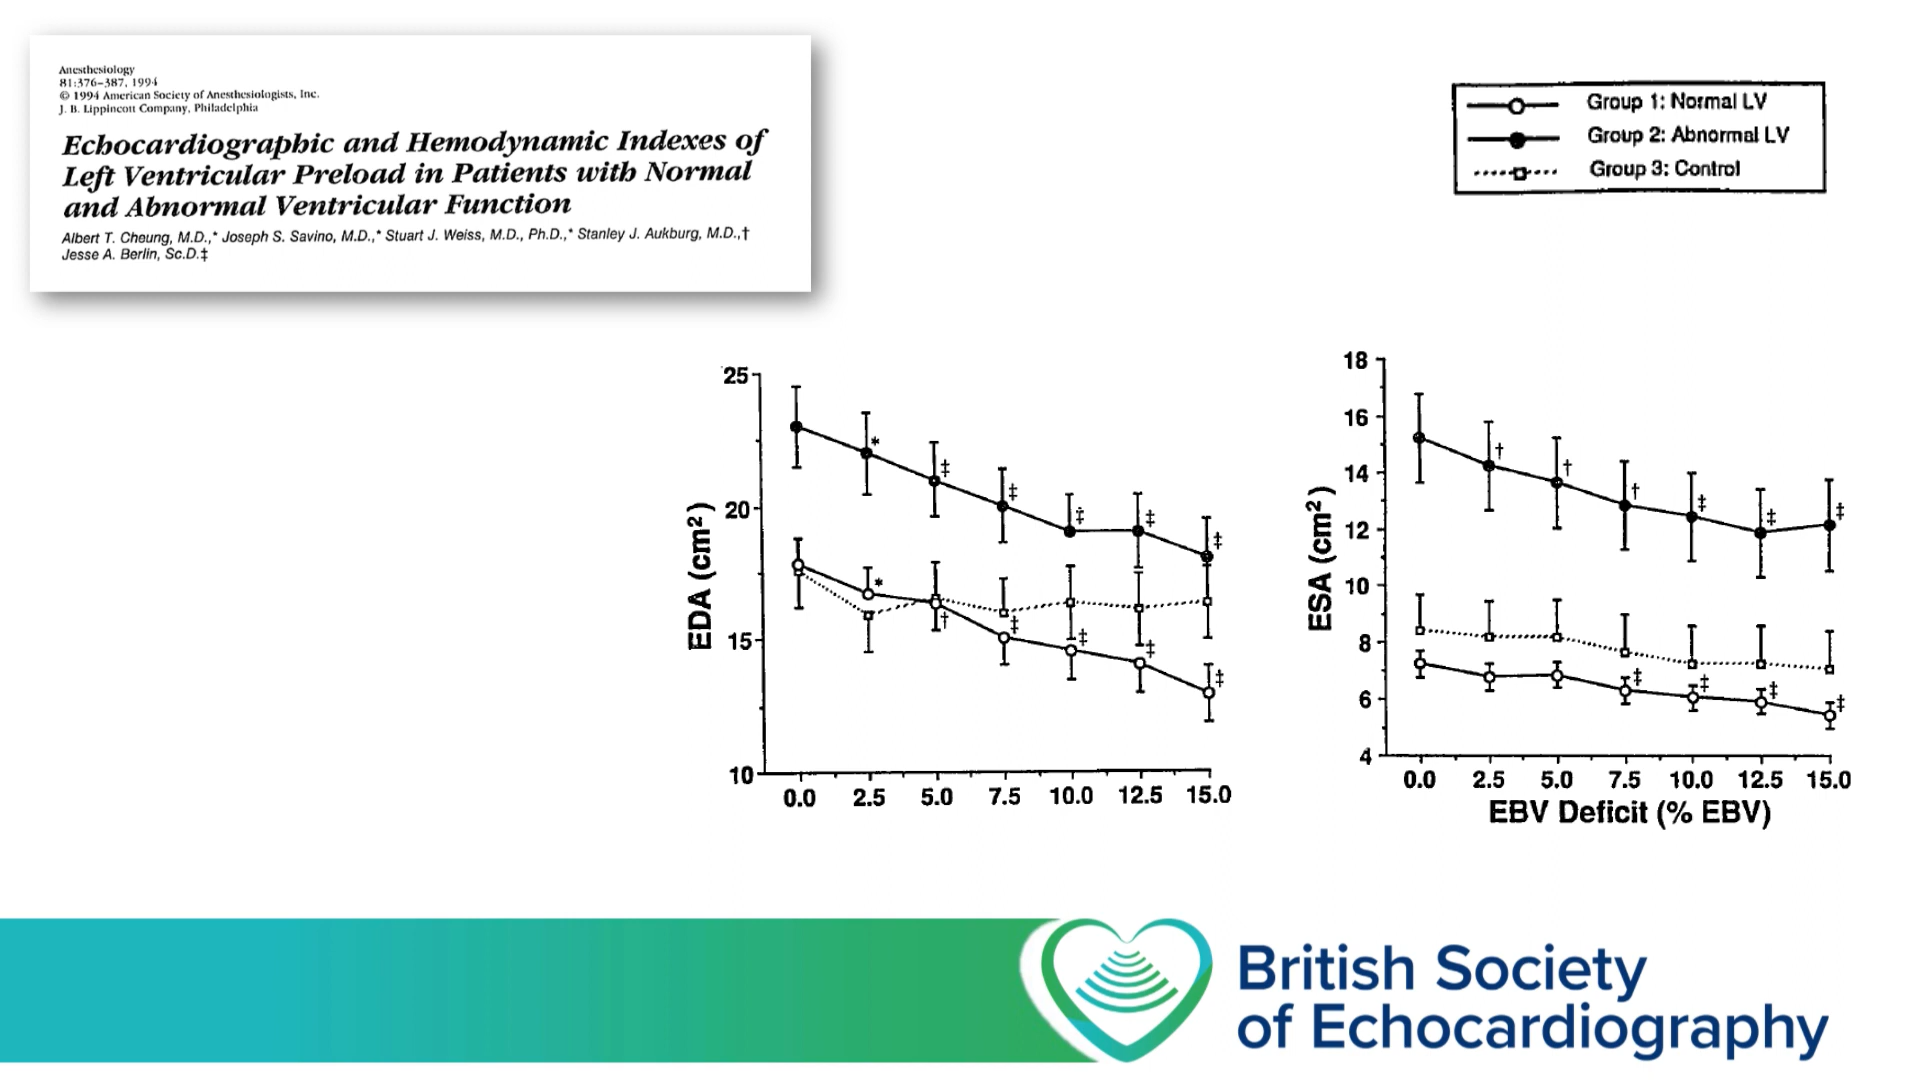 Anesthesiology
81:376–387, 1994
© 1994 American Society of Anesthesiologists, Inc.
J. B. Lippincott Company, Philadelphia
Echocardiographic and Hemodynamic Indexes of
Left Ventricular Preload in Patients with Normal
and Abnormal Ventricular Function
Albert T. Cheung, M.D.,* Joseph S. Savino, M.D.,* Stuart J. Weiss, M.D., Ph.D.,* Stanley J. Aukburg, M.D.,†
Jesse A. Berlin, Sc.D.‡
Group 1: Normal LV
Group 2: Abnormal LV
Group 3: Control
EDA (cm²)
25
20
15
10
* ‡ ‡ ‡ ‡ ‡
* † ‡ ‡ ‡ ‡
0.0 2.5 5.0 7.5 10.0 12.5 15.0
ESA (cm²)
18
16
14
12
10
8
6
4
† † † ‡ ‡ ‡
‡ ‡ ‡ ‡
0.0 2.5 5.0 7.5 10.0 12.5 15.0
EBV Deficit (% EBV)
British Society
of Echocardiography